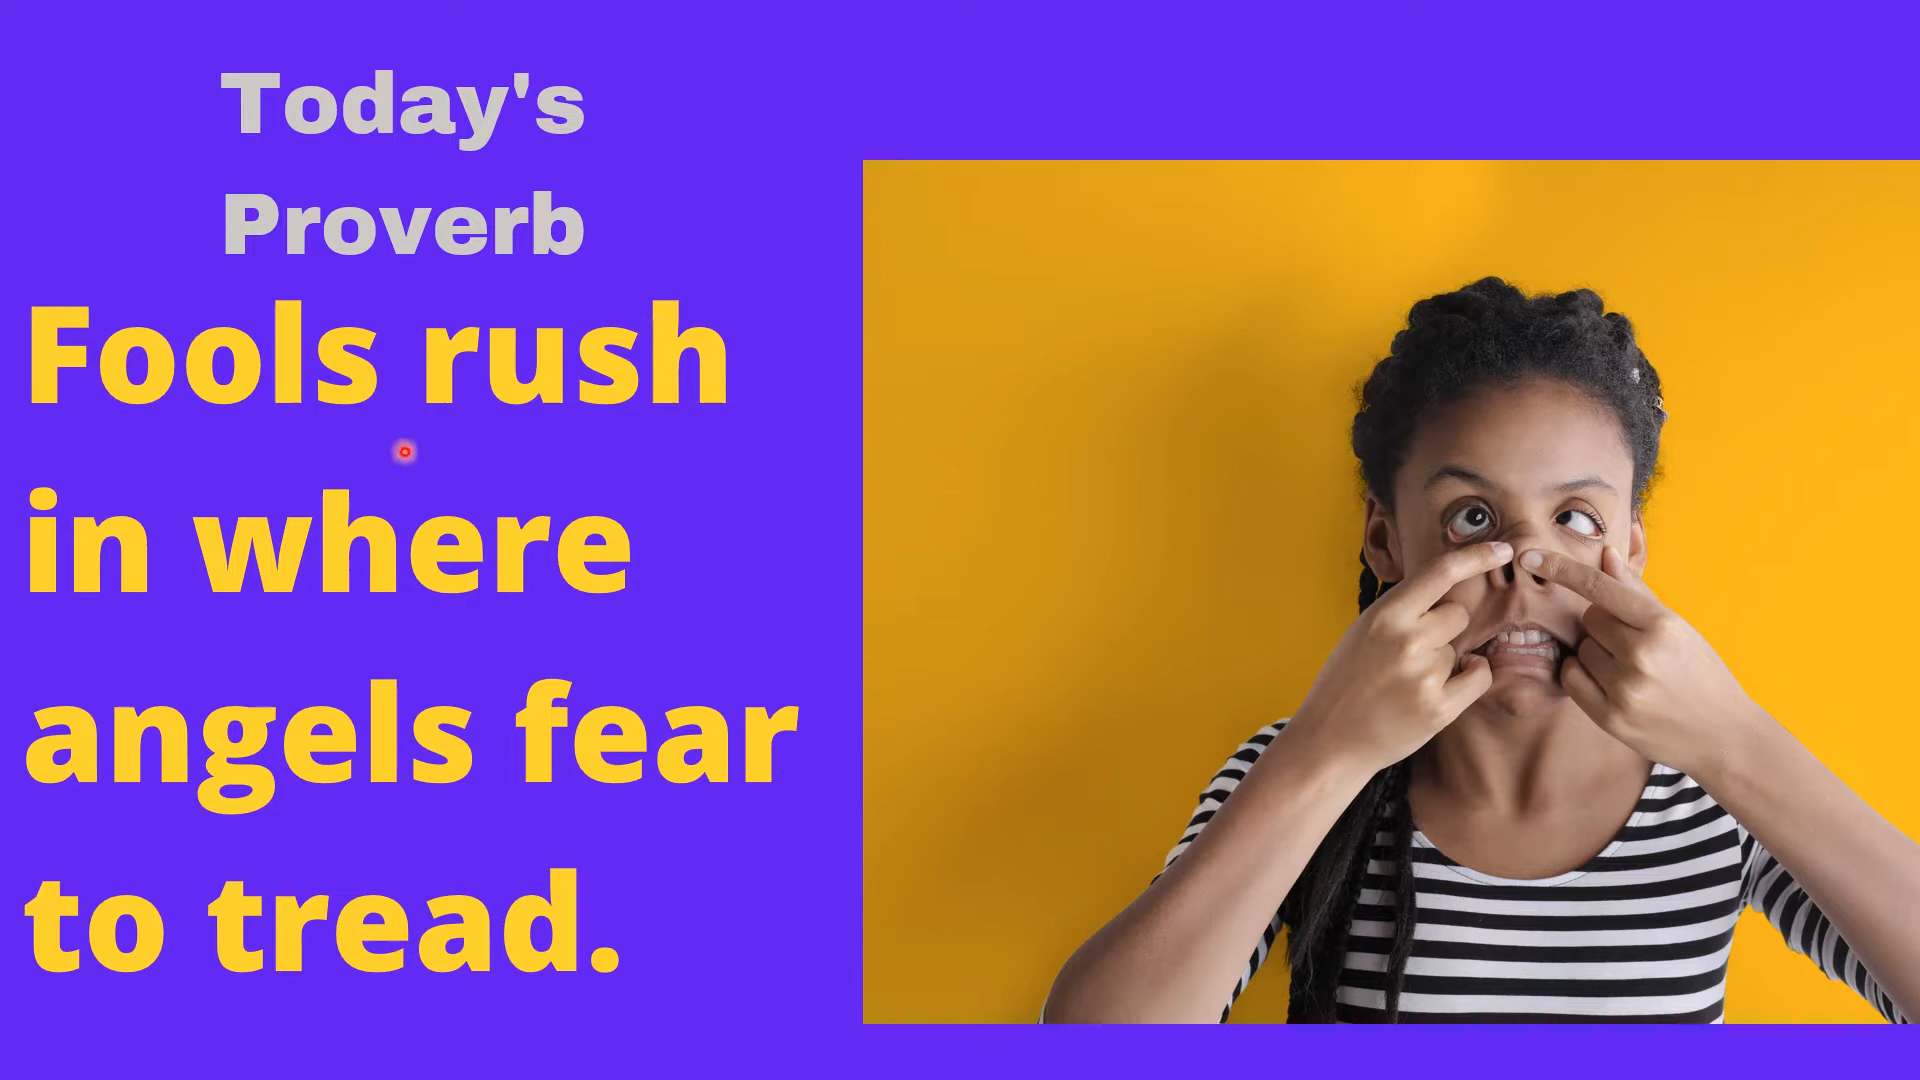 Today's
Proverb
Fools rush
in where
angels fear
to tread.